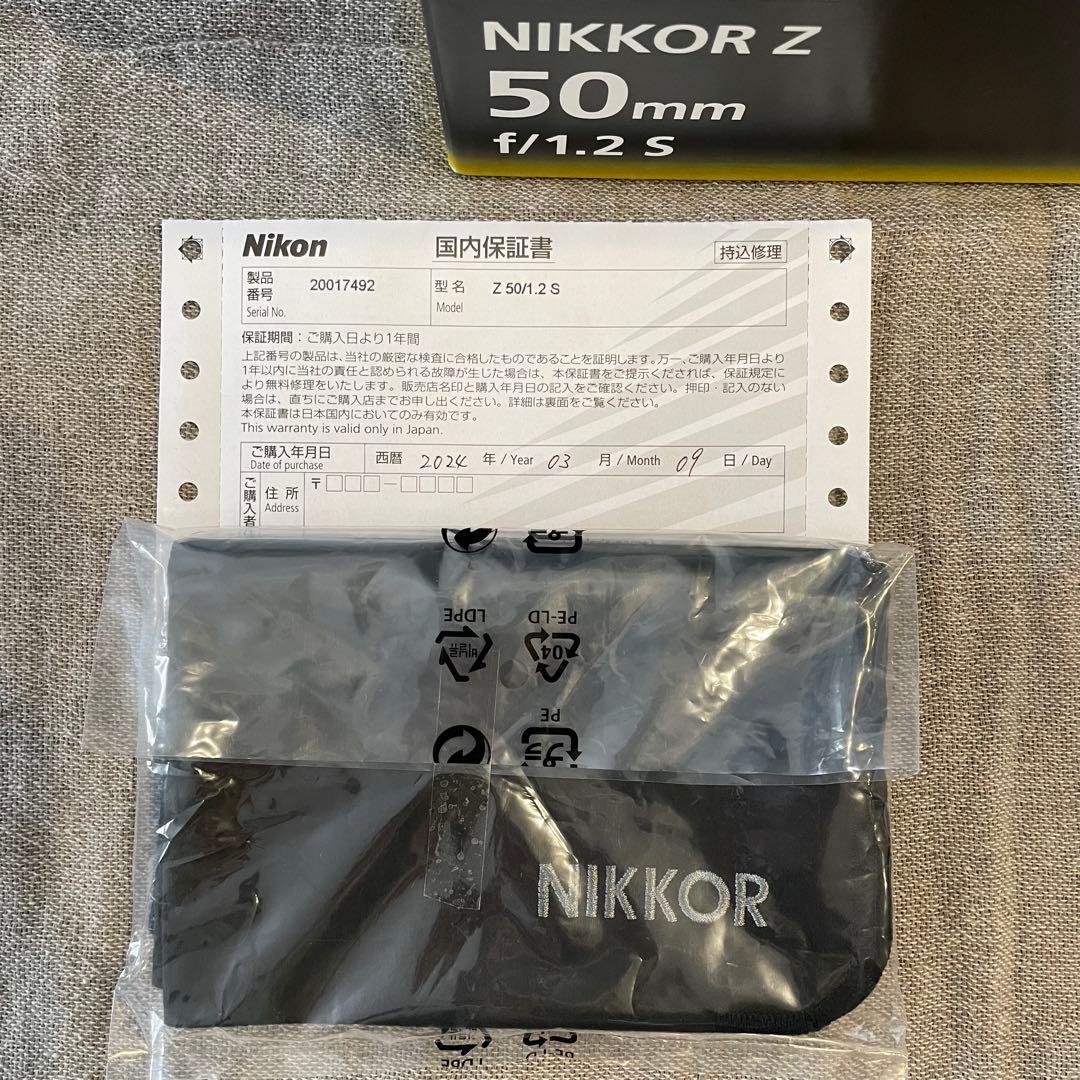 NIKKOR Z
50mm
f/1.2 S
Nikon 国内保証書 持込修理
製品番号 20017492 型名 Z 50/1.2 S
Serial No. Model
保証期間：ご購入日より1年間
上記番号の製品は、当社の厳密な検査に合格したものであることを証明します。万一、ご購入年月日より
1年以内に当社の責任と認められる故障が生じた場合は、本保証書をご提示くだされば、保証規定に
より無料修理をいたします。販売店名印と購入年月日の記入をご確認ください。押印・記入のない
場合は、直ちにご購入店までお申し出ください。詳細は裏面をご覧ください。
本保証書は日本国内においてのみ有効です。
This warranty is valid only in Japan.
ご購入年月日 西暦 2024 年 / Year 03 月 / Month 09 日 / Day
Date of purchase
ご購入者 住所 〒
Address
LDPE PE-LD
비닐류 04
PE
プラ
NIKKOR